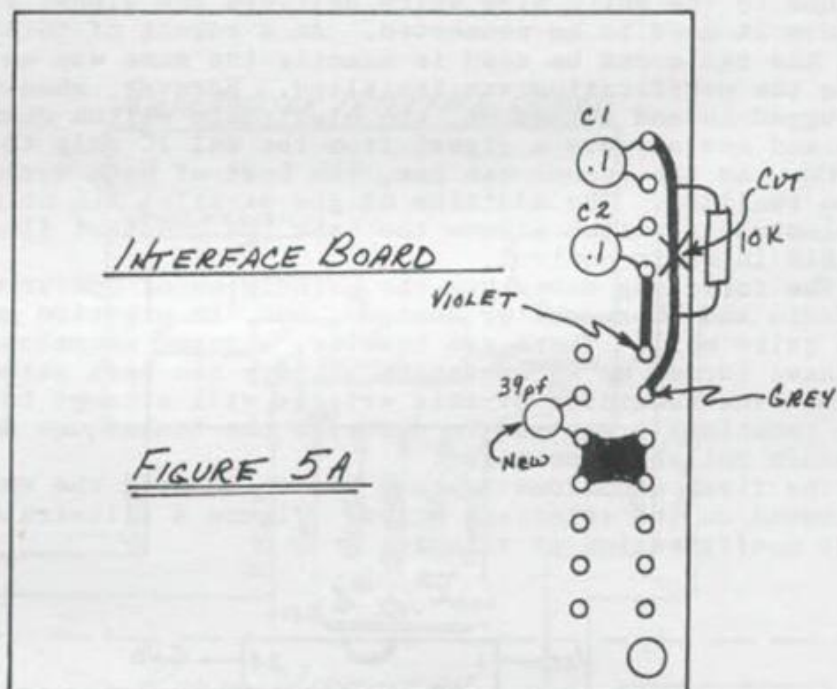 C1
.1
CUT
C2
10K
.1
INTERFACE BOARD
VIOLET
39pf
GREY
NEW
FIGURE 5A